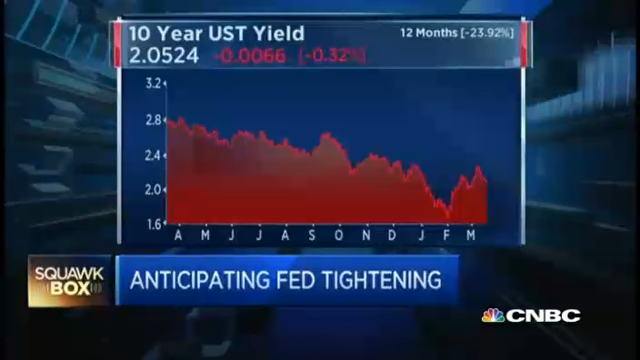 10 Year UST Yield
12 Months [-23.92%]
2.0524 -0.0066 [-0.32%]
3.2
2.8
2.4
2.0
1.6
A M J J A S O N D J F M
SQUAWK BOX
ANTICIPATING FED TIGHTENING
CNBC